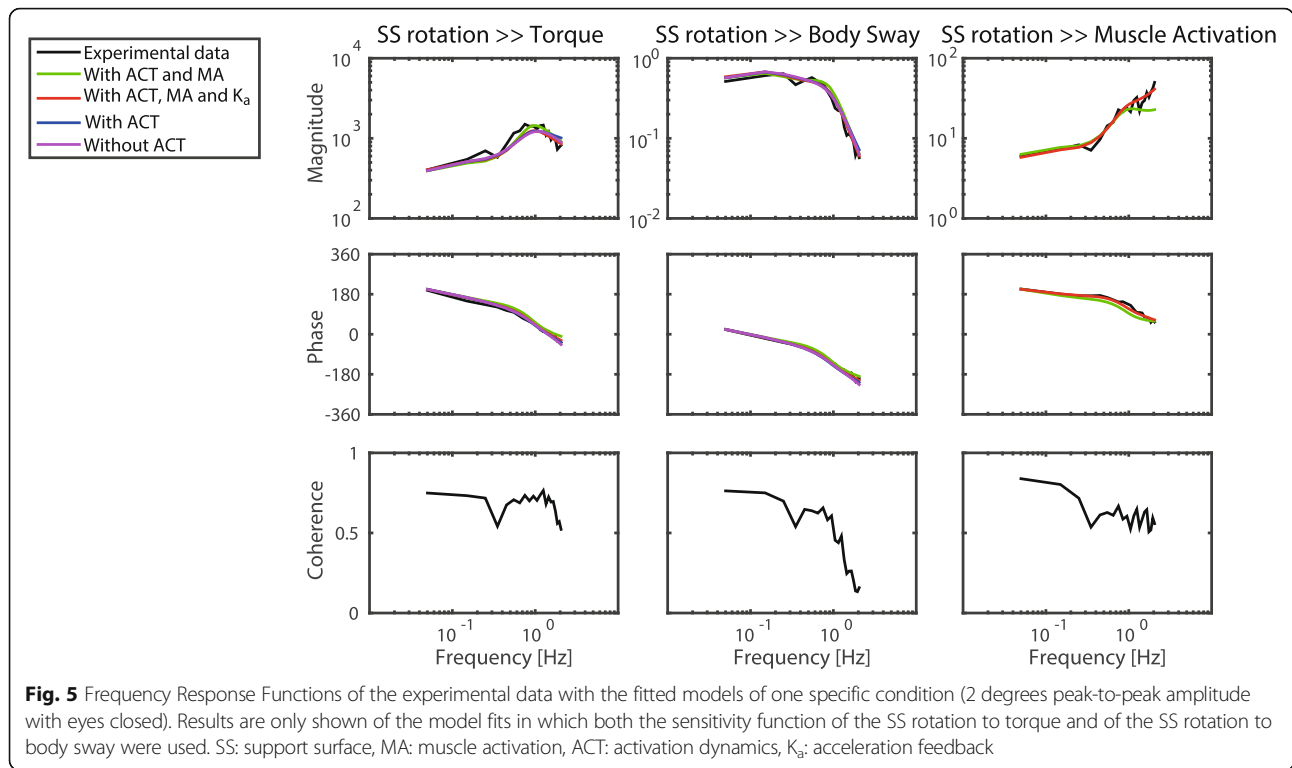 Experimental data
With ACT and MA
With ACT, MA and Ka
With ACT
Without ACT
SS rotation >> Torque
SS rotation >> Body Sway
SS rotation >> Muscle Activation
Magnitude
10^4
10^3
10^2
10^0
10^-1
10^-2
10^2
10^1
10^0
Phase
360
180
0
-180
-360
Coherence
1
0.5
0
10^-1
10^0
10^-1
10^0
10^-1
10^0
Frequency [Hz]
Frequency [Hz]
Frequency [Hz]
Fig. 5 Frequency Response Functions of the experimental data with the fitted models of one specific condition (2 degrees peak-to-peak amplitude
with eyes closed). Results are only shown of the model fits in which both the sensitivity function of the SS rotation to torque and of the SS rotation to
body sway were used. SS: support surface, MA: muscle activation, ACT: activation dynamics, Ka: acceleration feedback